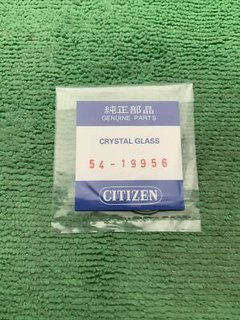 純正部品
GENUINE PARTS
CRYSTAL GLASS
54-19956
CITIZEN